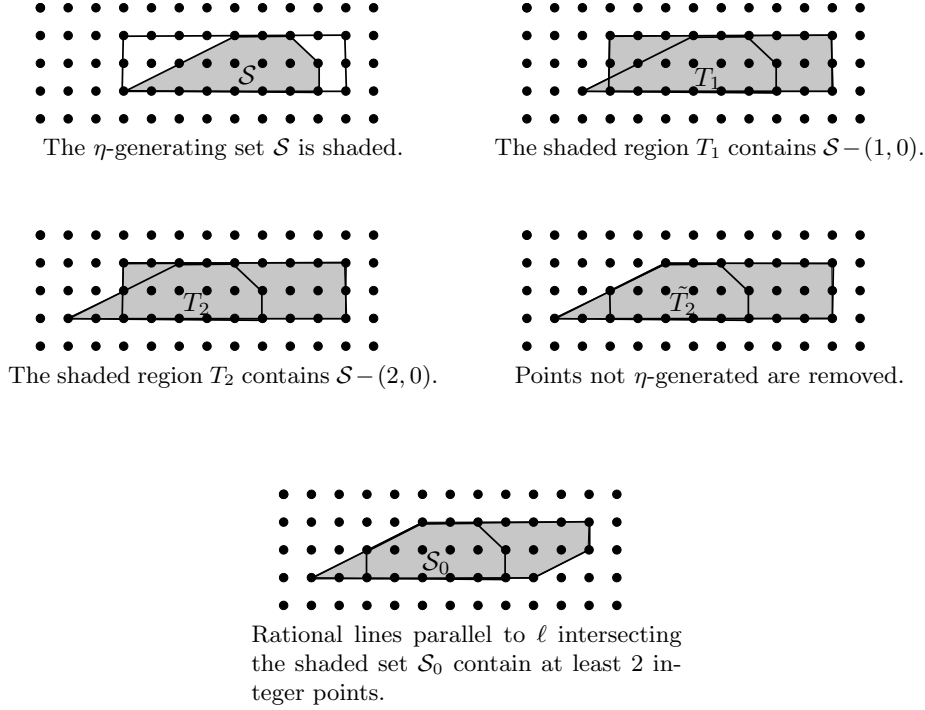 𝒮
T₁
The η-generating set 𝒮 is shaded.
The shaded region T₁ contains 𝒮−(1, 0).
T₂
T̃₂
The shaded region T₂ contains 𝒮−(2, 0).
Points not η-generated are removed.
𝒮₀
Rational lines parallel to ℓ intersecting
the shaded set 𝒮₀ contain at least 2 in-
teger points.